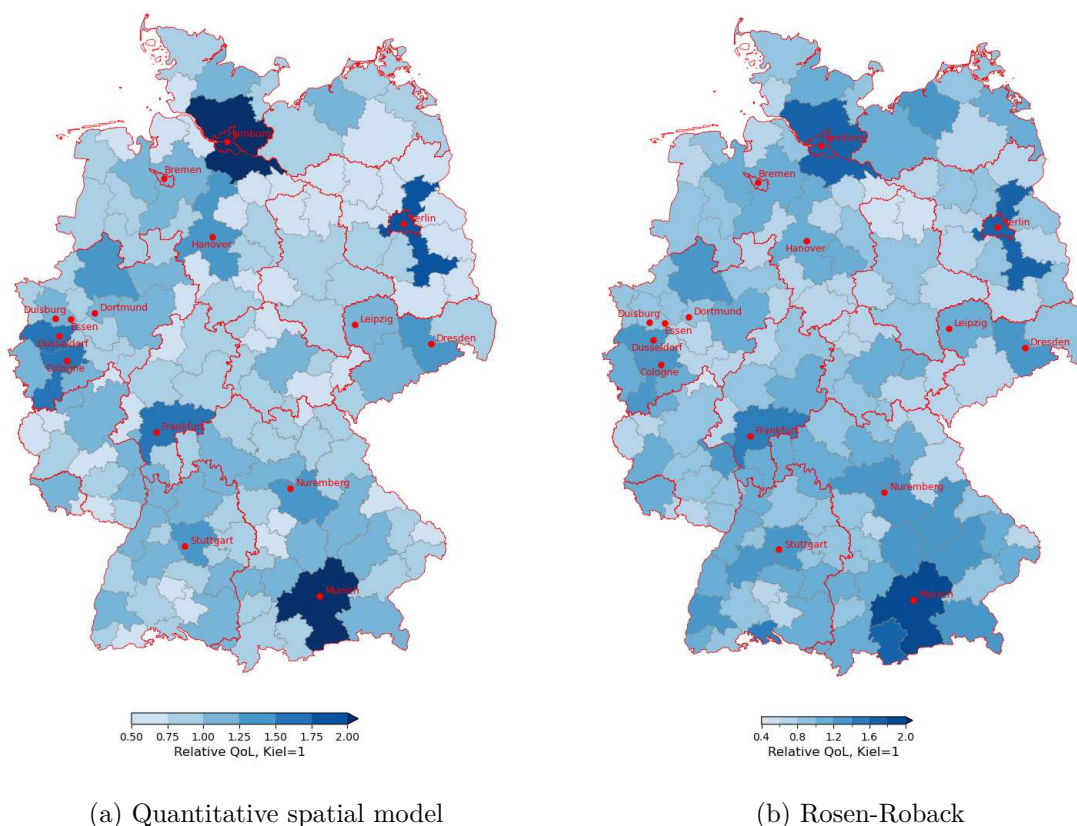 Hamburg
Bremen
Berlin
Hanover
Duisburg
Dortmund
Essen
Düsseldorf
Cologne
Leipzig
Dresden
Frankfurt
Nuremberg
Stuttgart
Munich
0.50 0.75 1.00 1.25 1.50 1.75 2.00
Relative QoL, Kiel=1
(a) Quantitative spatial model
Hamburg
Bremen
Berlin
Hanover
Duisburg
Dortmund
Essen
Düsseldorf
Cologne
Leipzig
Dresden
Frankfurt
Nuremberg
Stuttgart
Munich
0.4 0.8 1.2 1.6 2.0
Relative QoL, Kiel=1
(b) Rosen-Roback